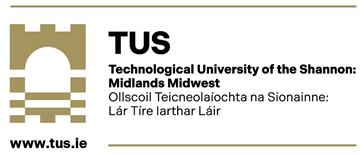 TUS
Technological University of the Shannon:
Midlands Midwest
Ollscoil Teicneolaíochta na Sionainne:
Lár Tíre Iarthar Láir
www.tus.ie